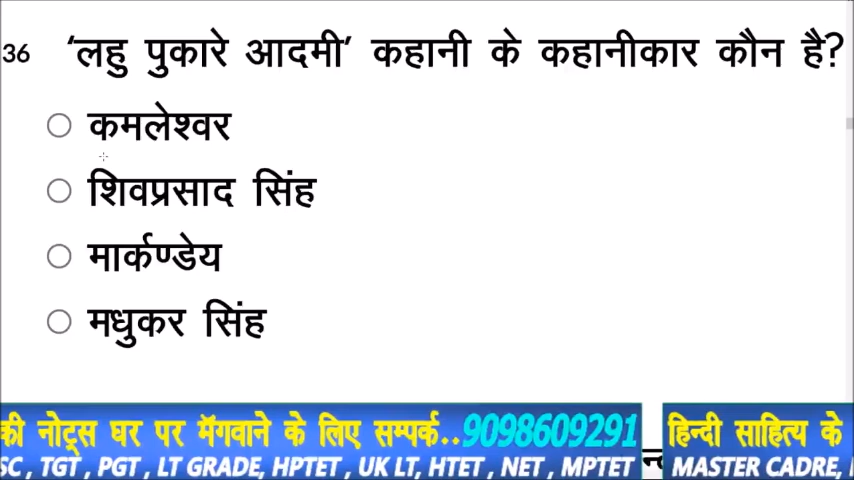 36 'लहु पुकारे आदमी' कहानी के कहानीकार कौन है?
कमलेश्वर
शिवप्रसाद सिंह
मार्कण्डेय
मधुकर सिंह
की नोट्स घर पर मॅगवाने के लिए सम्पर्क..9098609291 हिन्दी साहित्य के
SC , TGT , PGT , LT GRADE, HPTET , UK LT, HTET , NET , MPTET MASTER CADRE,